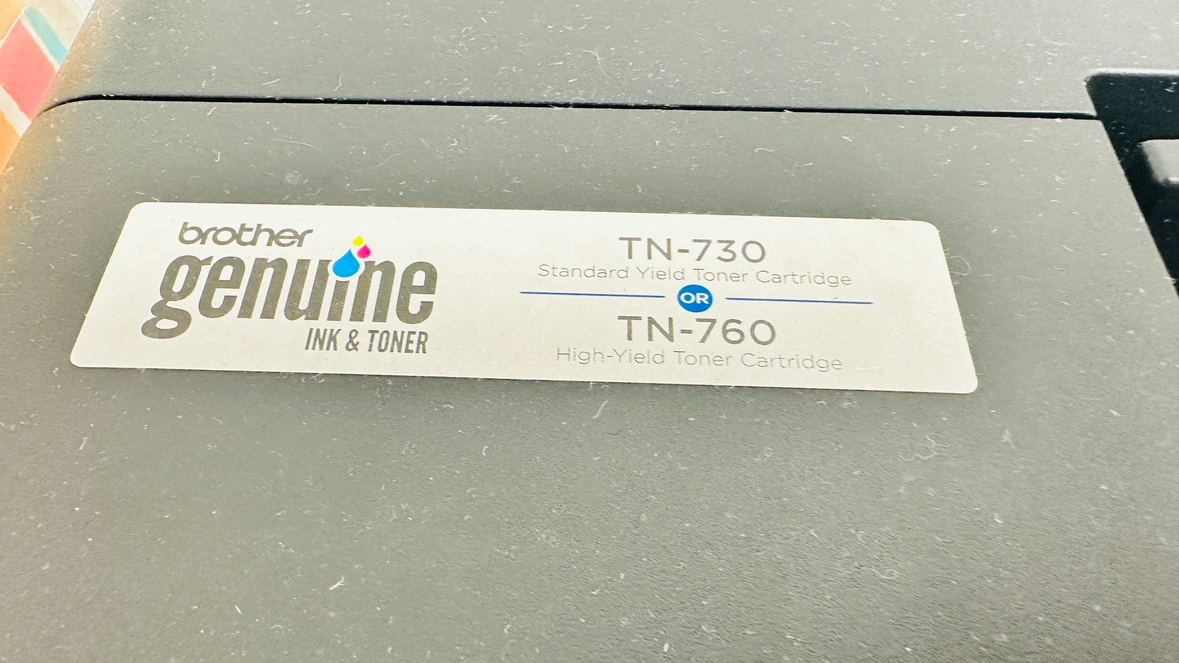 brother
genuine
INK & TONER
TN-730
Standard Yield Toner Cartridge
OR
TN-760
High-Yield Toner Cartridge